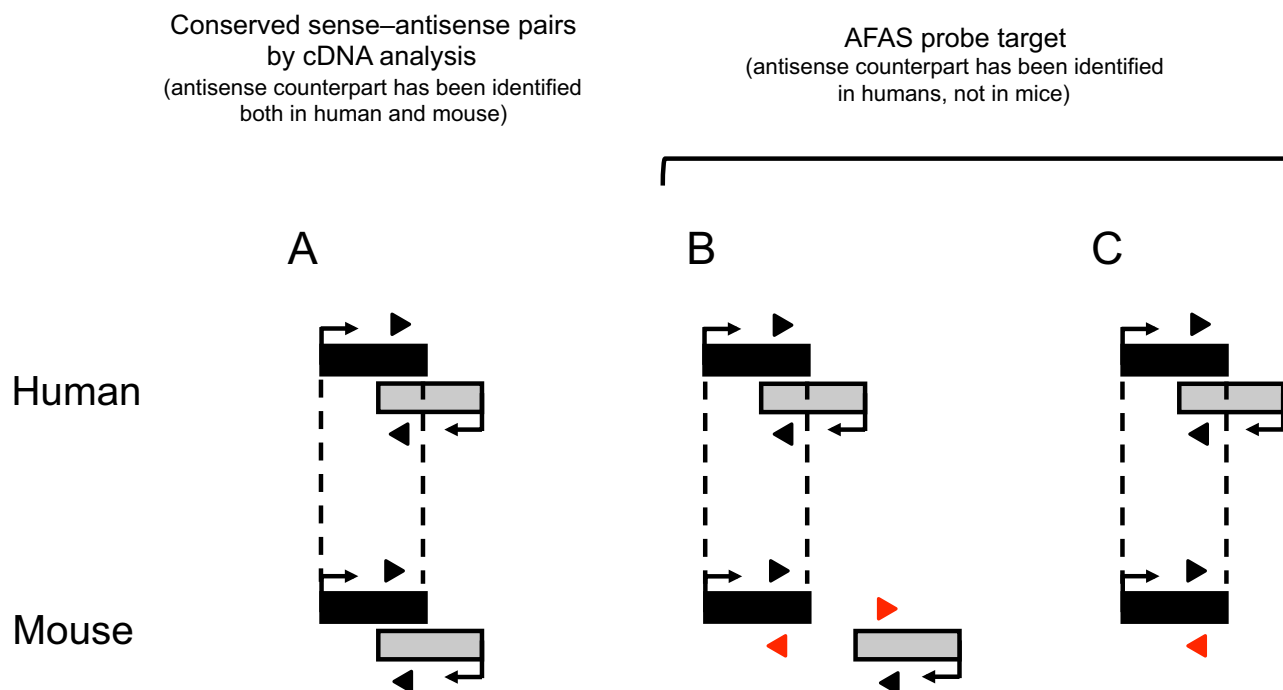 Conserved sense–antisense pairs
by cDNA analysis
(antisense counterpart has been identified
both in human and mouse)
AFAS probe target
(antisense counterpart has been identified
in humans, not in mice)
A
B
C
Human
Mouse